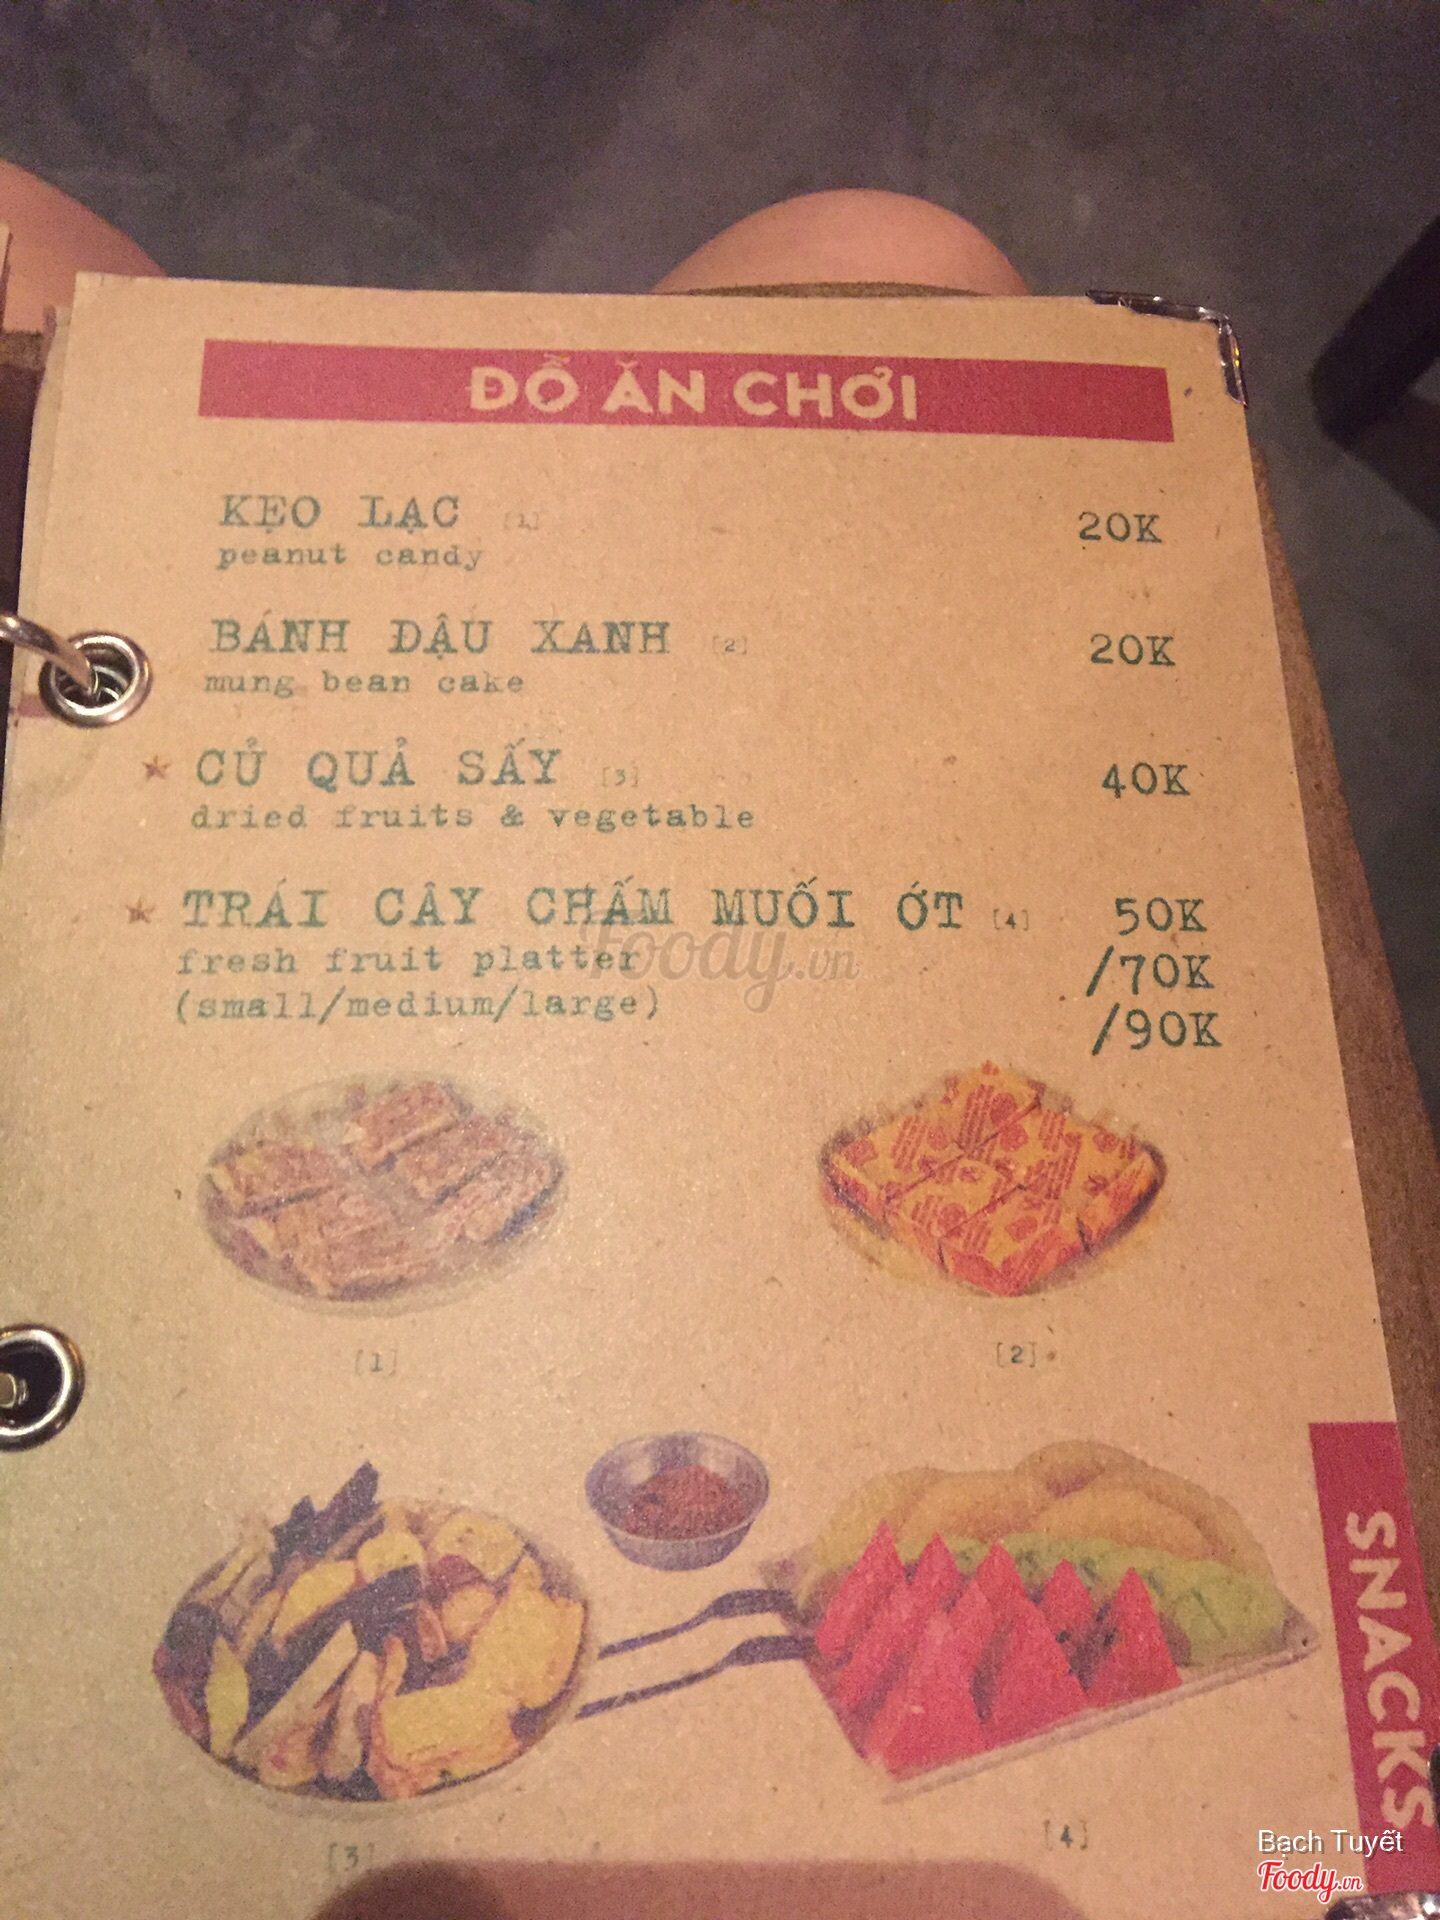 ĐỒ ĂN CHƠI
KẸO LẠC [1] 20K
peanut candy
BÁNH ĐẬU XANH [2] 20K
mung bean cake
★ CỦ QUẢ SẤY [3] 40K
dried fruits & vegetable
★ TRÁI CÂY CHẤM MUỐI ỚT [4] 50K
fresh fruit platter /70K
(small/medium/large) /90K
Foody.vn
[1]
[2]
[3]
[4]
SNACKS
Bạch Tuyết
Foody.vn